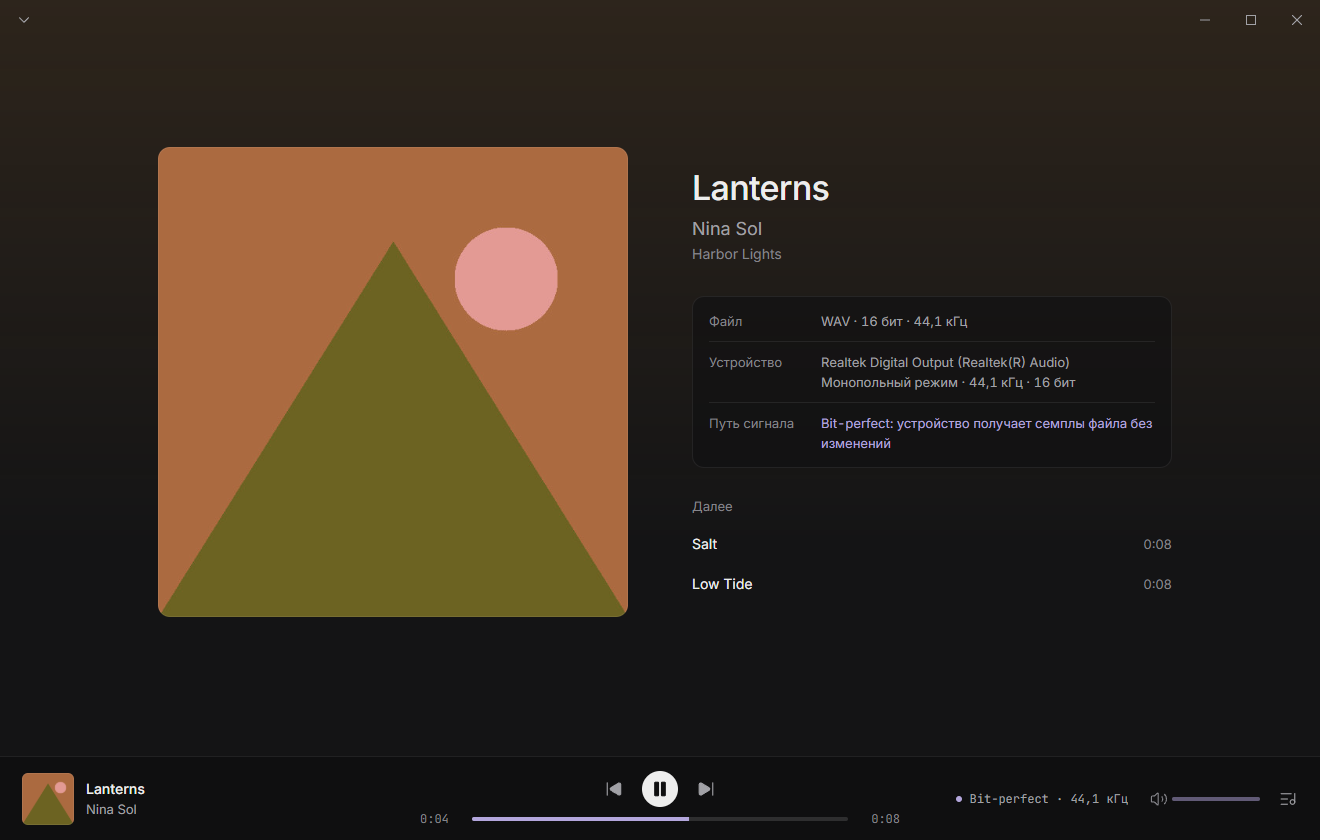 Lanterns
Nina Sol
Harbor Lights
Файл WAV · 16 бит · 44,1 кГц
Устройство Realtek Digital Output (Realtek(R) Audio)
Монопольный режим · 44,1 кГц · 16 бит
Путь сигнала Bit-perfect: устройство получает семплы файла без
изменений
Далее
Salt 0:08
Low Tide 0:08
Lanterns
Nina Sol
0:04 0:08
Bit-perfect · 44,1 кГц